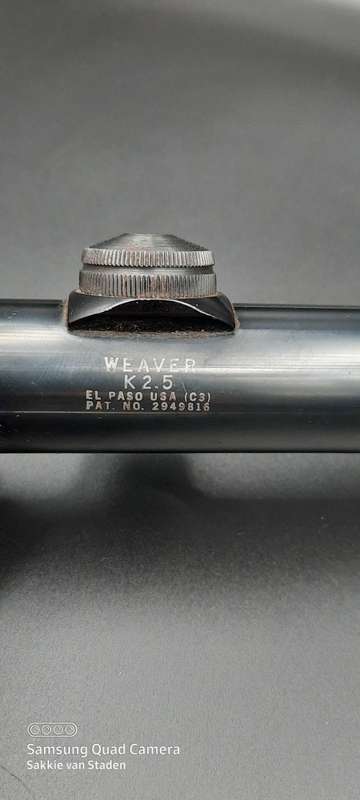 WEAVER
K2.5
EL PASO USA (C3)
PAT. NO. 2949816
Samsung Quad Camera
Sakkie van Staden